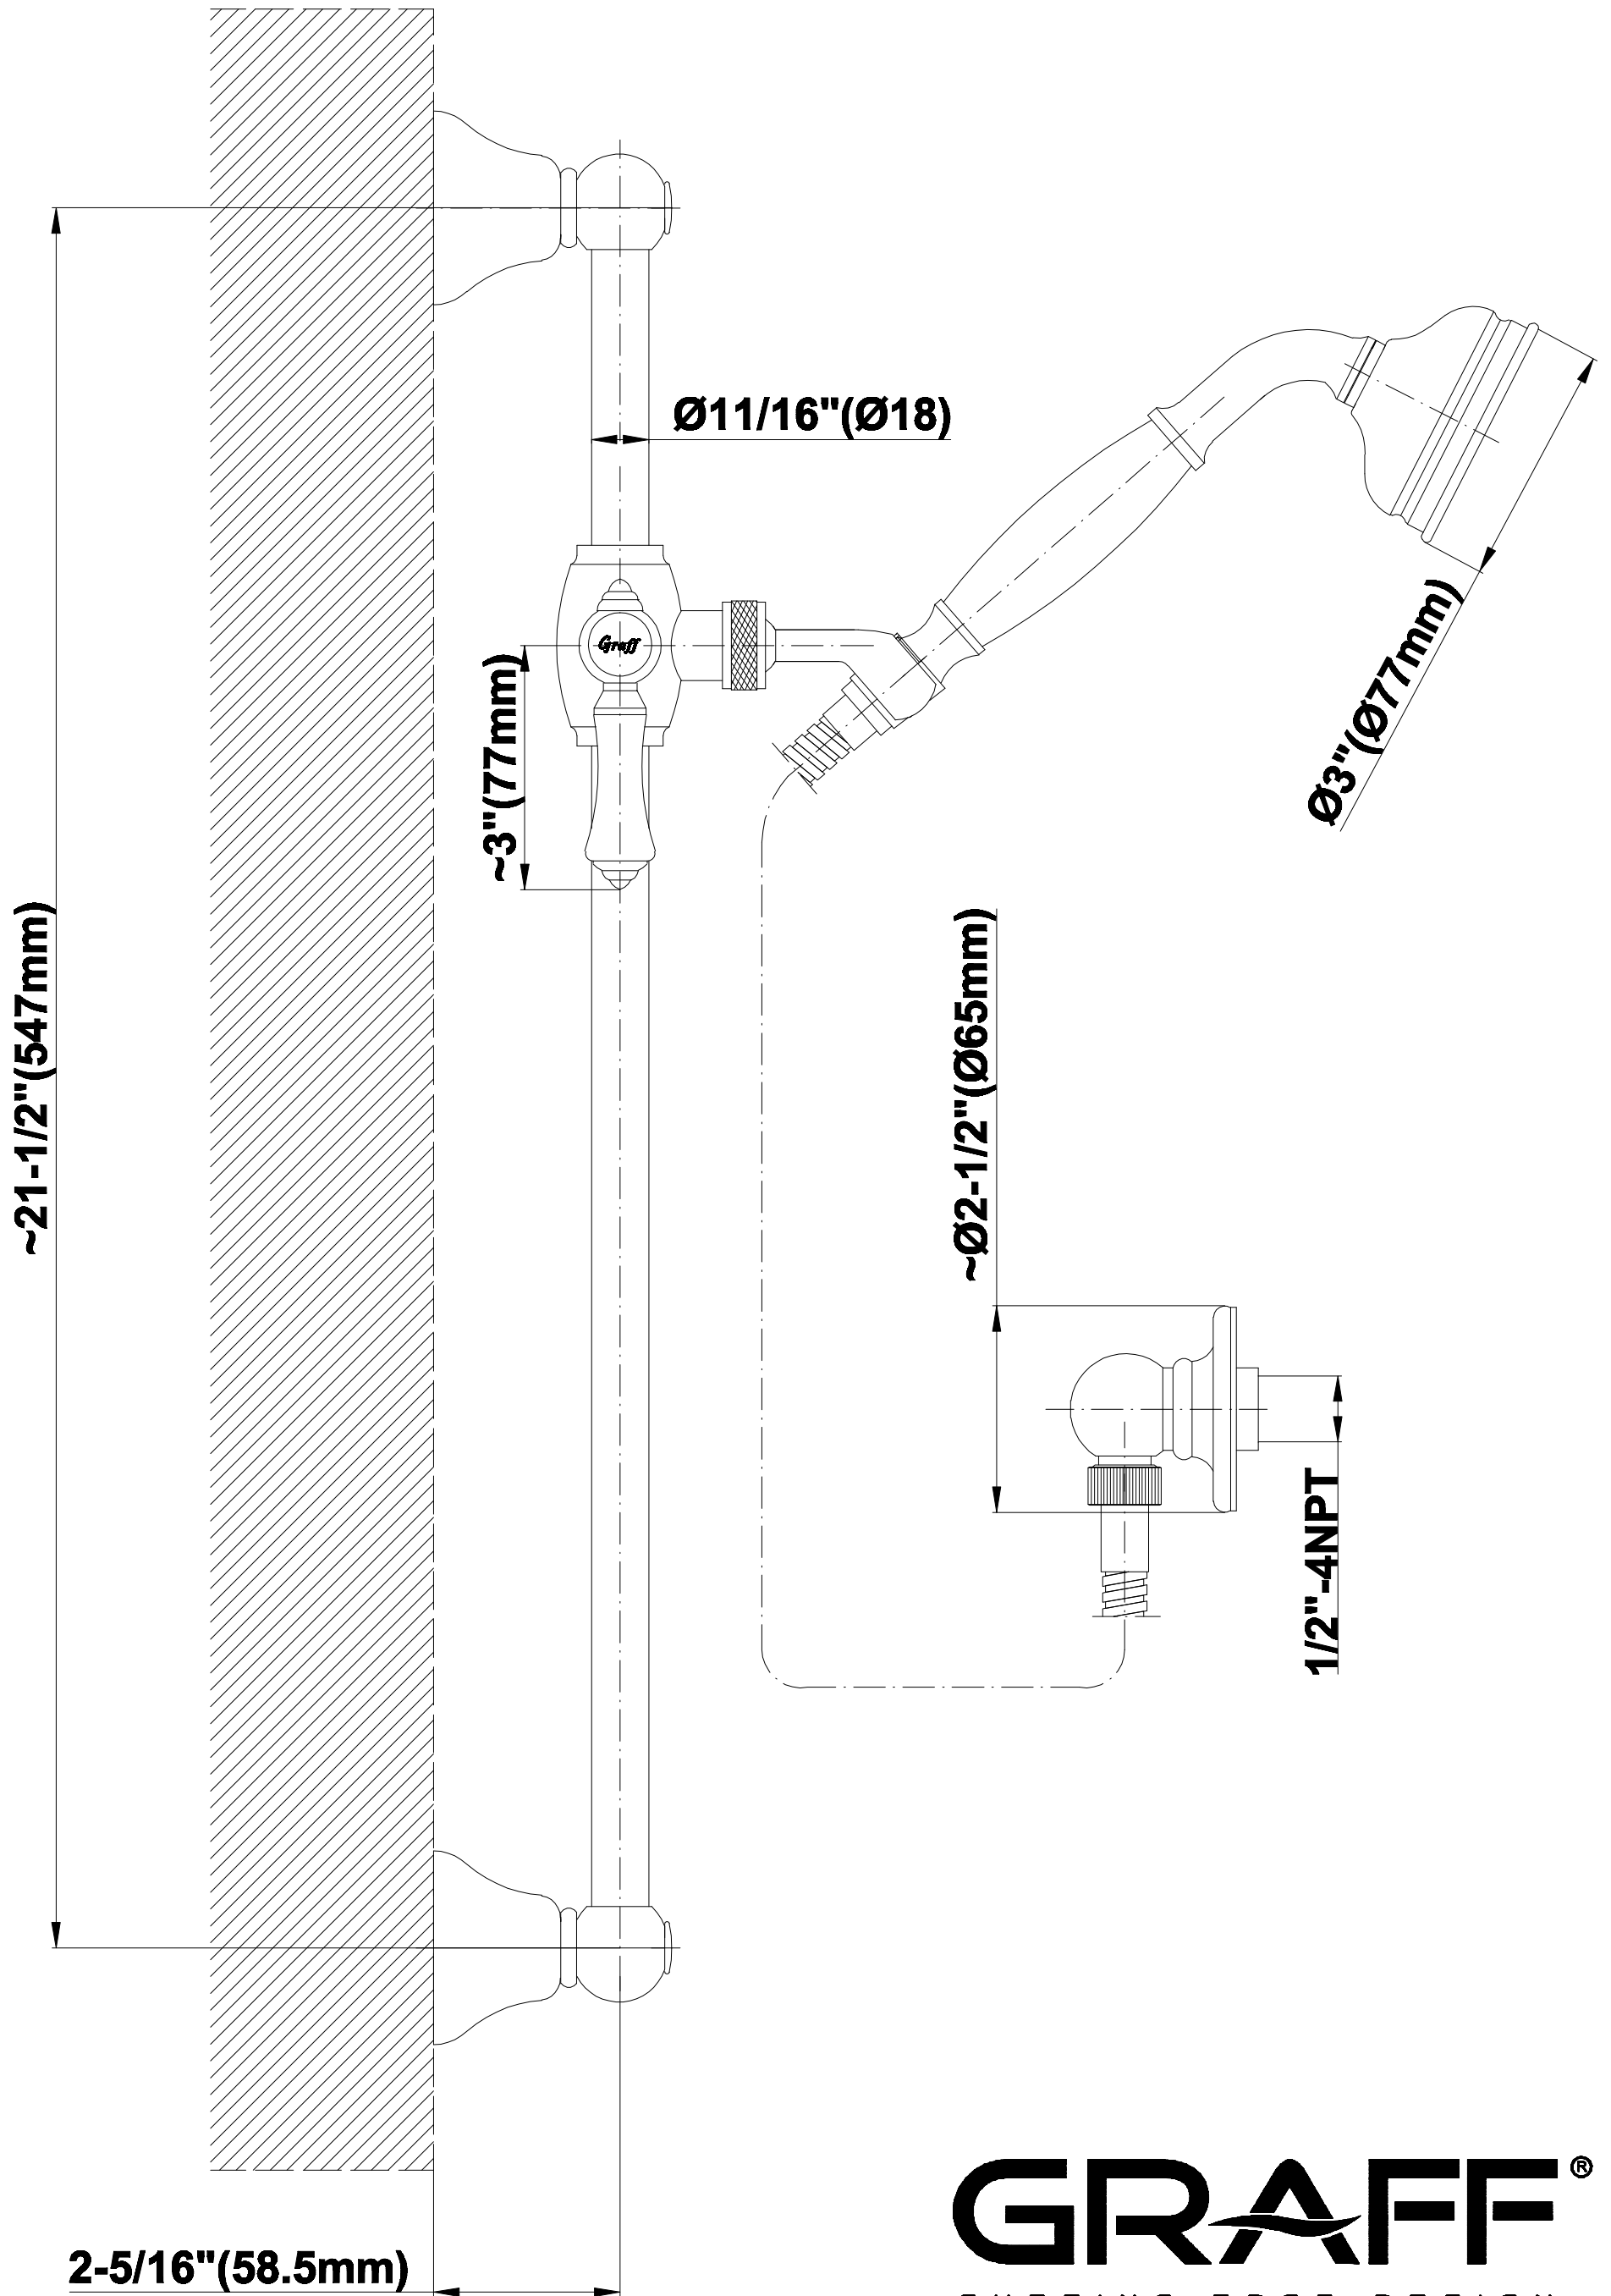 Ø11/16"(Ø18)
Graff
~3"(77mm)
Ø3"(Ø77mm)
~21-1/2"(547mm)
~Ø2-1/2"(Ø65mm)
1/2"-4NPT
GRAFF®
2-5/16"(58.5mm)